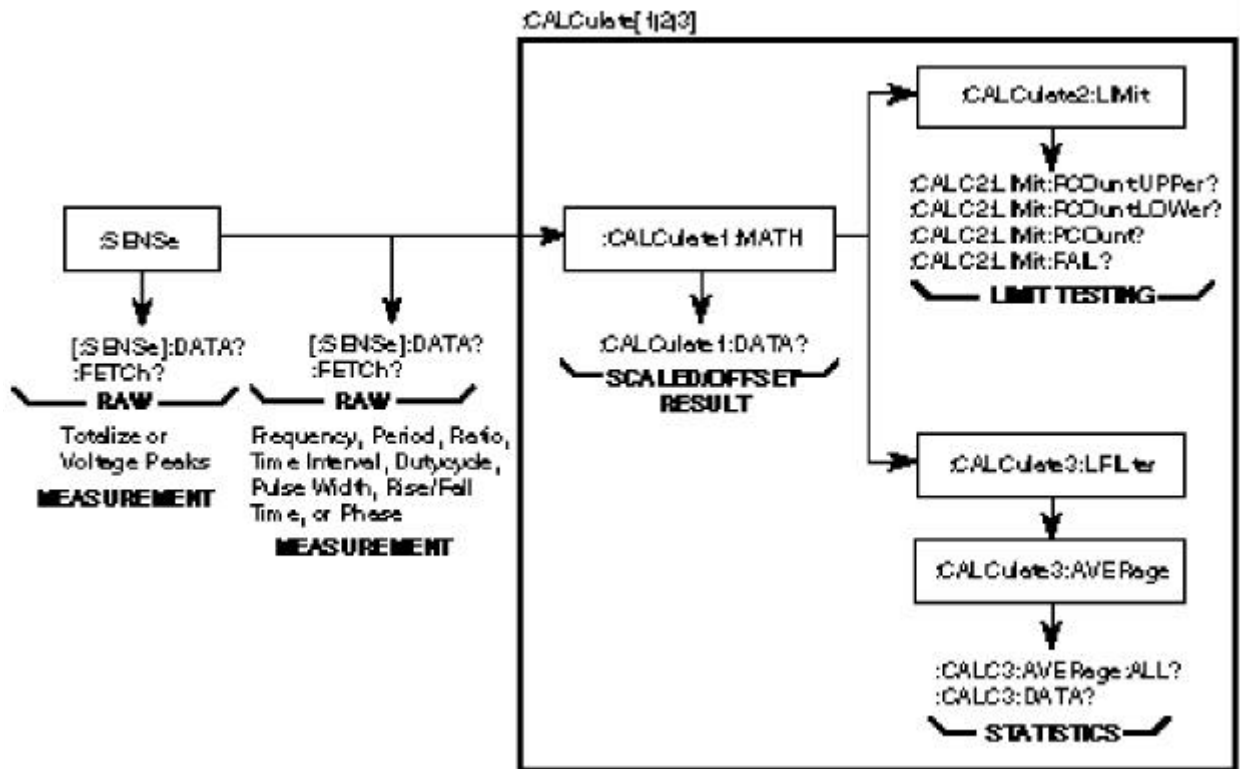 :CALCulate[1|2|3]
:CALCulate2:LIMit
:CALC2:LIMit:FCOunt:UPPer?
:CALC2:LIMit:FCOunt:LOWer?
:CALC2:LIMit:PCOunt?
:CALC2:LIMit:FAIL?
LIMIT TESTING
:SENSe
:CALCulate1:MATH
[:SENSe]:DATA?
:FETCh?
RAW
Totalize or
Voltage Peaks
MEASUREMENT
[:SENSe]:DATA?
:FETCh?
RAW
Frequency, Period, Ratio,
Time Interval, Dutycycle,
Pulse Width, Rise/Fall
Time, or Phase
MEASUREMENT
:CALCulate1:DATA?
SCALED/OFFSET
RESULT
:CALCulate3:LFILter
:CALCulate3:AVERage
:CALC3:AVERage:ALL?
:CALC3:DATA?
STATISTICS